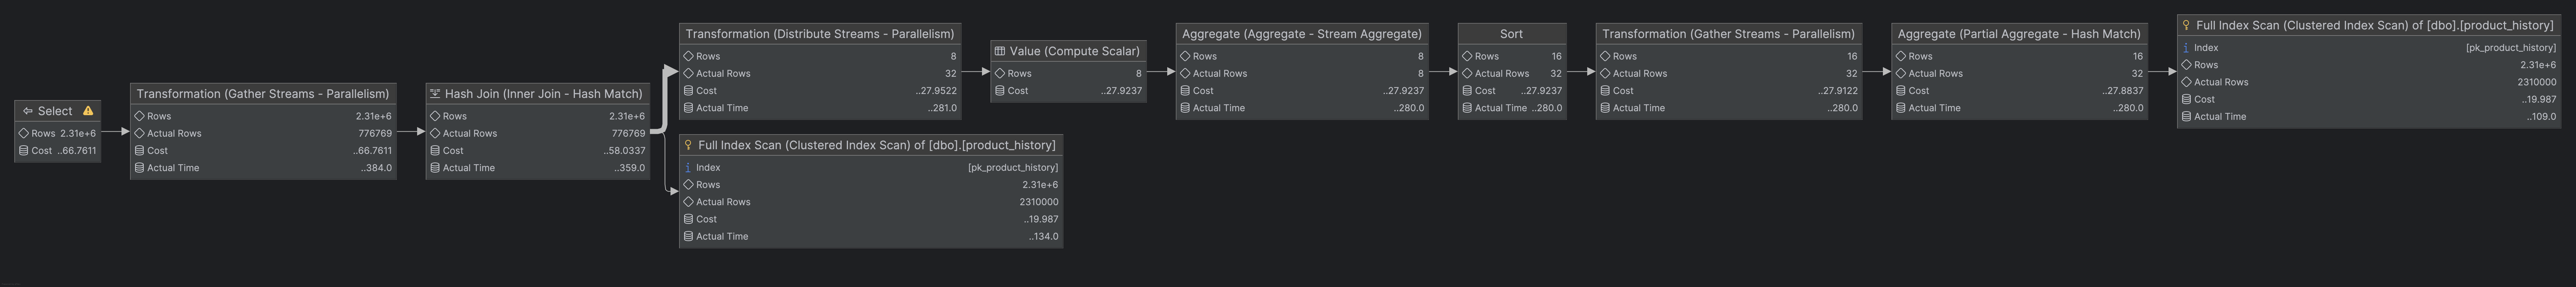 Select
Rows 2.31e+6
Cost ..66.7611
Transformation (Gather Streams - Parallelism)
Rows 2.31e+6
Actual Rows 776769
Cost ..66.7611
Actual Time ..384.0
Hash Join (Inner Join - Hash Match)
Rows 2.31e+6
Actual Rows 776769
Cost ..58.0337
Actual Time ..359.0
Transformation (Distribute Streams - Parallelism)
Rows 8
Actual Rows 32
Cost ..27.9522
Actual Time ..281.0
Value (Compute Scalar)
Rows 8
Cost ..27.9237
Aggregate (Aggregate - Stream Aggregate)
Rows 8
Actual Rows 8
Cost ..27.9237
Actual Time ..280.0
Sort
Rows 16
Actual Rows 32
Cost ..27.9237
Actual Time ..280.0
Transformation (Gather Streams - Parallelism)
Rows 16
Actual Rows 32
Cost ..27.9122
Actual Time ..280.0
Aggregate (Partial Aggregate - Hash Match)
Rows 16
Actual Rows 32
Cost ..27.8837
Actual Time ..280.0
Full Index Scan (Clustered Index Scan) of [dbo].[product_history]
Index [pk_product_history]
Rows 2.31e+6
Actual Rows 2310000
Cost ..19.987
Actual Time ..109.0
Full Index Scan (Clustered Index Scan) of [dbo].[product_history]
Index [pk_product_history]
Rows 2.31e+6
Actual Rows 2310000
Cost ..19.987
Actual Time ..134.0